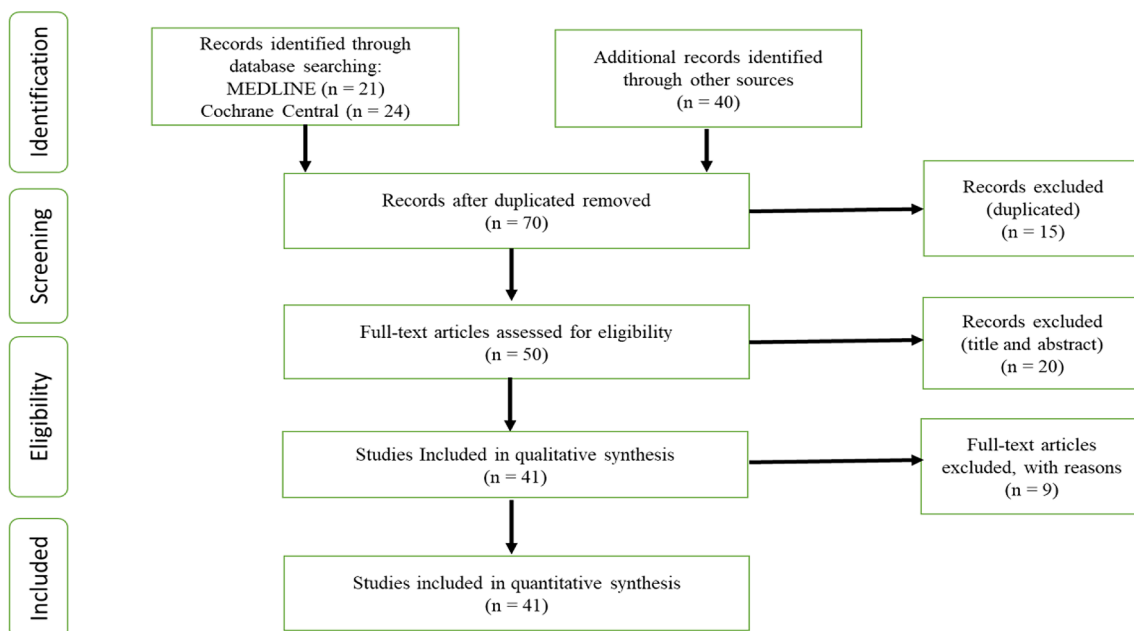 Identification
Records identified through
database searching:
MEDLINE (n = 21)
Cochrane Central (n = 24)
Additional records identified
through other sources
(n = 40)
Screening
Records after duplicated removed
(n = 70)
Records excluded
(duplicated)
(n = 15)
Full-text articles assessed for eligibility
(n = 50)
Records excluded
(title and abstract)
(n = 20)
Eligibility
Studies Included in qualitative synthesis
(n = 41)
Full-text articles
excluded, with reasons
(n = 9)
Included
Studies included in quantitative synthesis
(n = 41)